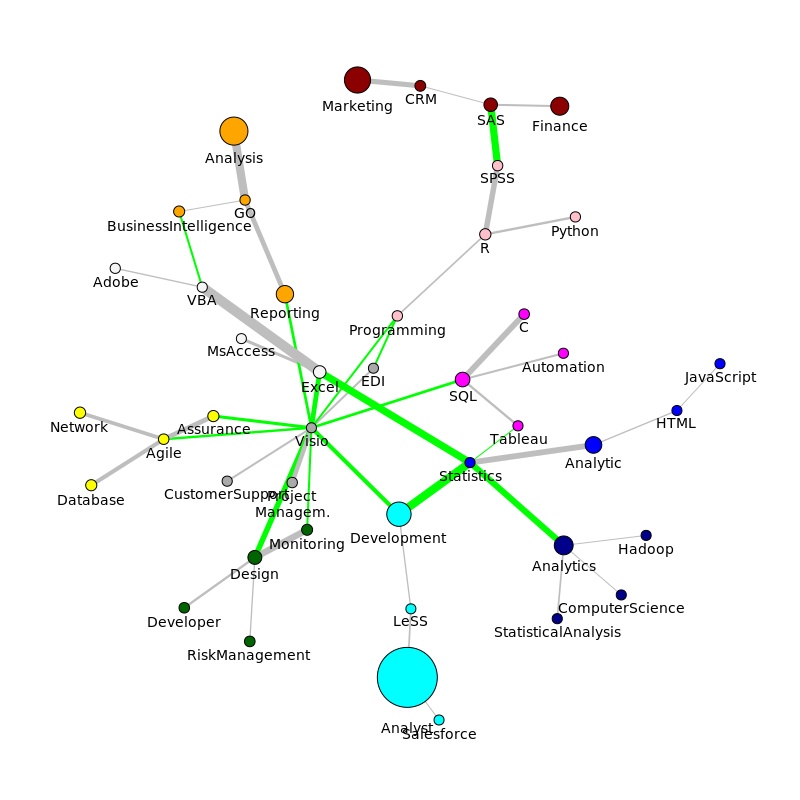 Marketing
CRM
SAS
Finance
Analysis
SPSS
GO
BusinessIntelligence
R
Python
Adobe
VBA
Reporting
Programming
C
MsAccess
Excel
EDI
Automation
JavaScript
SQL
HTML
Network
Assurance
Agile
Visio
Tableau
Analytic
Statistics
Database
CustomerSupport
Project
Managem.
Monitoring
Development
Design
Analytics
Hadoop
Developer
LeSS
ComputerScience
StatisticalAnalysis
RiskManagement
Analyst
Salesforce